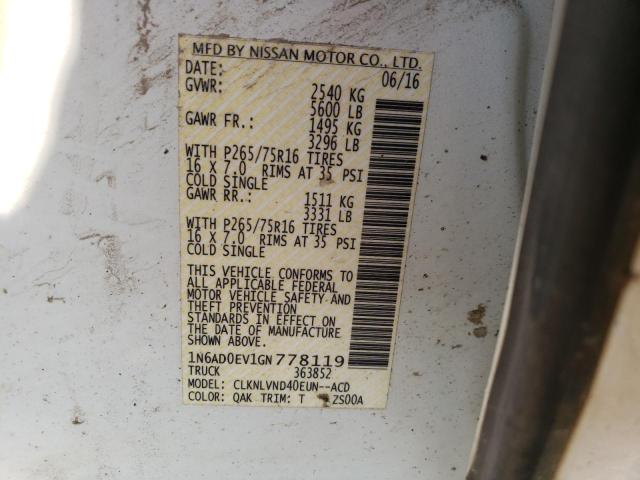 MFD BY NISSAN MOTOR CO., LTD.
DATE: 06/16
GVWR: 2540 KG
5600 LB
GAWR FR.: 1495 KG
3296 LB
WITH P265/75R16 TIRES
16 X 7.0 RIMS AT 35 PSI
COLD SINGLE
GAWR RR.: 1511 KG
3331 LB
WITH P265/75R16 TIRES
16 X 7.0 RIMS AT 35 PSI
COLD SINGLE
THIS VEHICLE CONFORMS TO
ALL APPLICABLE FEDERAL
MOTOR VEHICLE SAFETY AND
THEFT PREVENTION
STANDARDS IN EFFECT ON
THE DATE OF MANUFACTURE
SHOWN ABOVE.
1N6AD0EV1GN778119
TRUCK 363852
MODEL: CLKNLVND40EUN--ACD
COLOR: QAK TRIM: T ZS00A